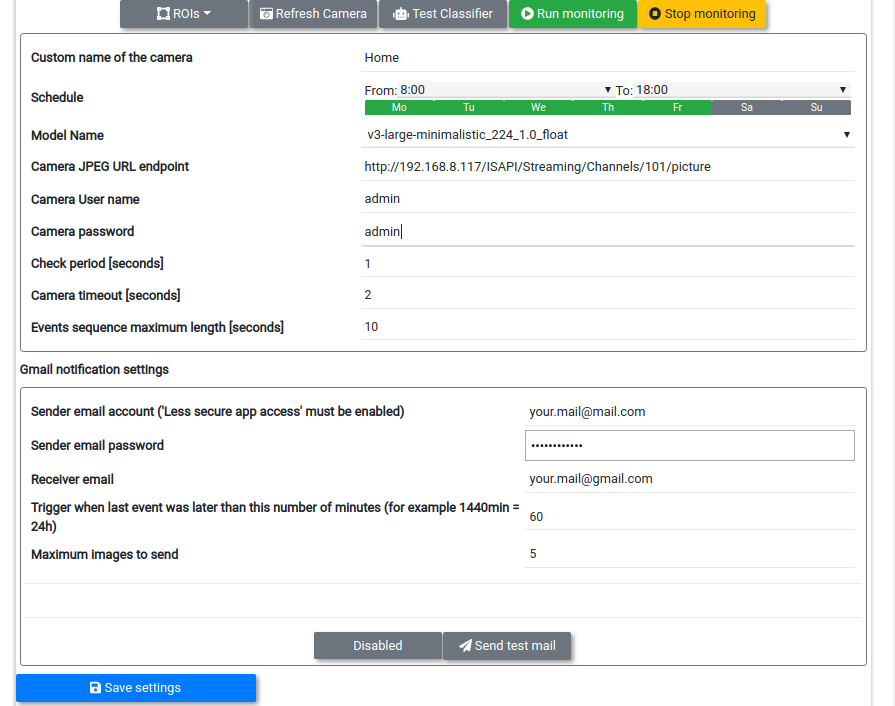 ROIs Refresh Camera Test Classifier Run monitoring Stop monitoring
Custom name of the camera Home
Schedule From: 8:00 To: 18:00
Mo Tu We Th Fr Sa Su
Model Name v3-large-minimalistic_224_1.0_float
Camera JPEG URL endpoint http://192.168.8.117/ISAPI/Streaming/Channels/101/picture
Camera User name admin
Camera password admin
Check period [seconds] 1
Camera timeout [seconds] 2
Events sequence maximum length [seconds] 10
Gmail notification settings
Sender email account ('Less secure app access' must be enabled) your.mail@mail.com
Sender email password ••••••••••••
Receiver email your.mail@gmail.com
Trigger when last event was later than this number of minutes (for example 1440min =
24h) 60
Maximum images to send 5
Disabled Send test mail
Save settings